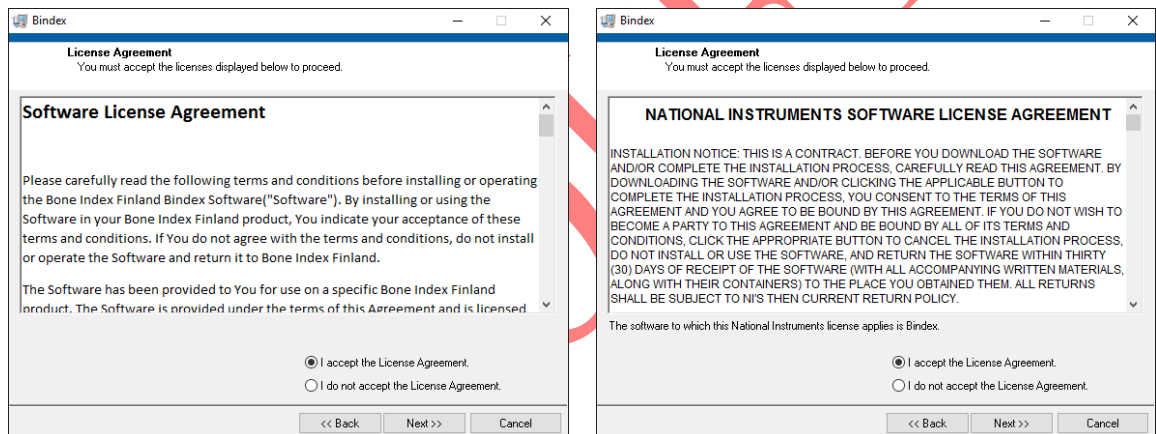 Bindex
License Agreement
You must accept the licenses displayed below to proceed.
Software License Agreement
Please carefully read the following terms and conditions before installing or operating
the Bone Index Finland Bindex Software("Software"). By installing or using the
Software in your Bone Index Finland product, You indicate your acceptance of these
terms and conditions. If You do not agree with the terms and conditions, do not install
or operate the Software and return it to Bone Index Finland.
The Software has been provided to You for use on a specific Bone Index Finland
product. The Software is provided under the terms of this Agreement and is licensed
I accept the License Agreement.
I do not accept the License Agreement.
<< Back
Next >>
Cancel
Bindex
License Agreement
You must accept the licenses displayed below to proceed.
NATIONAL INSTRUMENTS SOFTWARE LICENSE AGREEMENT
INSTALLATION NOTICE: THIS IS A CONTRACT. BEFORE YOU DOWNLOAD THE SOFTWARE
AND/OR COMPLETE THE INSTALLATION PROCESS, CAREFULLY READ THIS AGREEMENT. BY
DOWNLOADING THE SOFTWARE AND/OR CLICKING THE APPLICABLE BUTTON TO
COMPLETE THE INSTALLATION PROCESS, YOU CONSENT TO THE TERMS OF THIS
AGREEMENT AND YOU AGREE TO BE BOUND BY THIS AGREEMENT. IF YOU DO NOT WISH TO
BECOME A PARTY TO THIS AGREEMENT AND BE BOUND BY ALL OF ITS TERMS AND
CONDITIONS, CLICK THE APPROPRIATE BUTTON TO CANCEL THE INSTALLATION PROCESS,
DO NOT INSTALL OR USE THE SOFTWARE, AND RETURN THE SOFTWARE WITHIN THIRTY
(30) DAYS OF RECEIPT OF THE SOFTWARE (WITH ALL ACCOMPANYING WRITTEN MATERIALS,
ALONG WITH THEIR CONTAINERS) TO THE PLACE YOU OBTAINED THEM. ALL RETURNS
SHALL BE SUBJECT TO NI'S THEN CURRENT RETURN POLICY.
The software to which this National Instruments license applies is Bindex.
I accept the License Agreement.
I do not accept the License Agreement.
<< Back
Next >>
Cancel